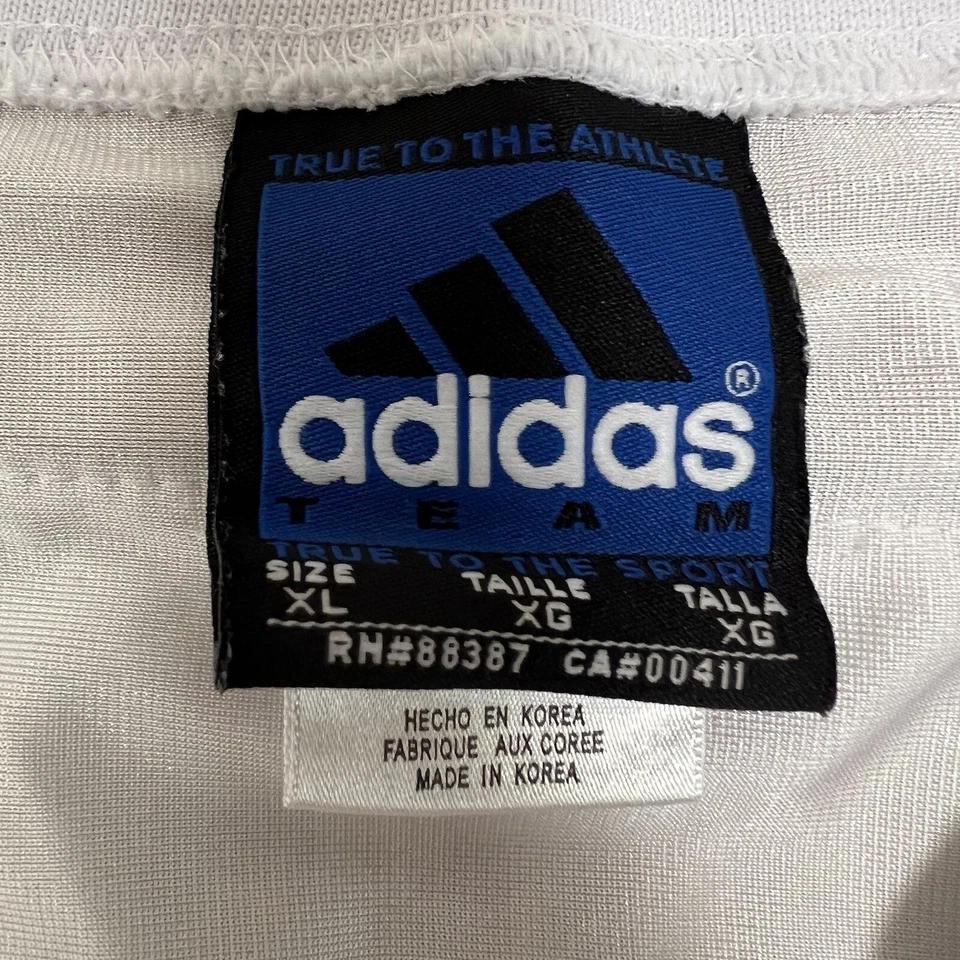 TRUE TO THE ATHLETE
adidas®
TEAM
TRUE TO THE SPORT
SIZE TAILLE TALLA
XL XG XG
RN#88387 CA#00411
HECHO EN KOREA
FABRIQUE AUX COREE
MADE IN KOREA